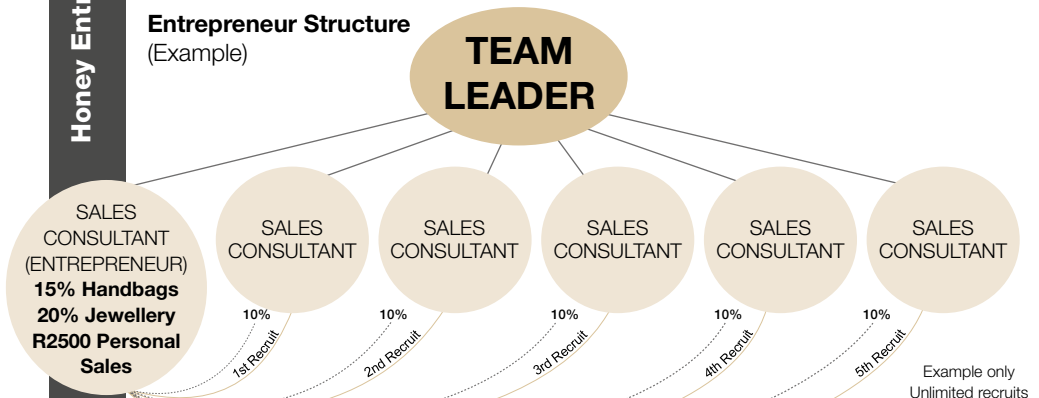 Honey Entr
Entrepreneur Structure
(Example)
TEAM
LEADER
SALES
CONSULTANT
(ENTREPRENEUR)
15% Handbags
20% Jewellery
R2500 Personal
Sales
SALES
CONSULTANT
SALES
CONSULTANT
SALES
CONSULTANT
SALES
CONSULTANT
SALES
CONSULTANT
10%
1st Recruit
10%
2nd Recruit
10%
3rd Recruit
10%
4th Recruit
10%
5th Recruit
Example only
Unlimited recruits